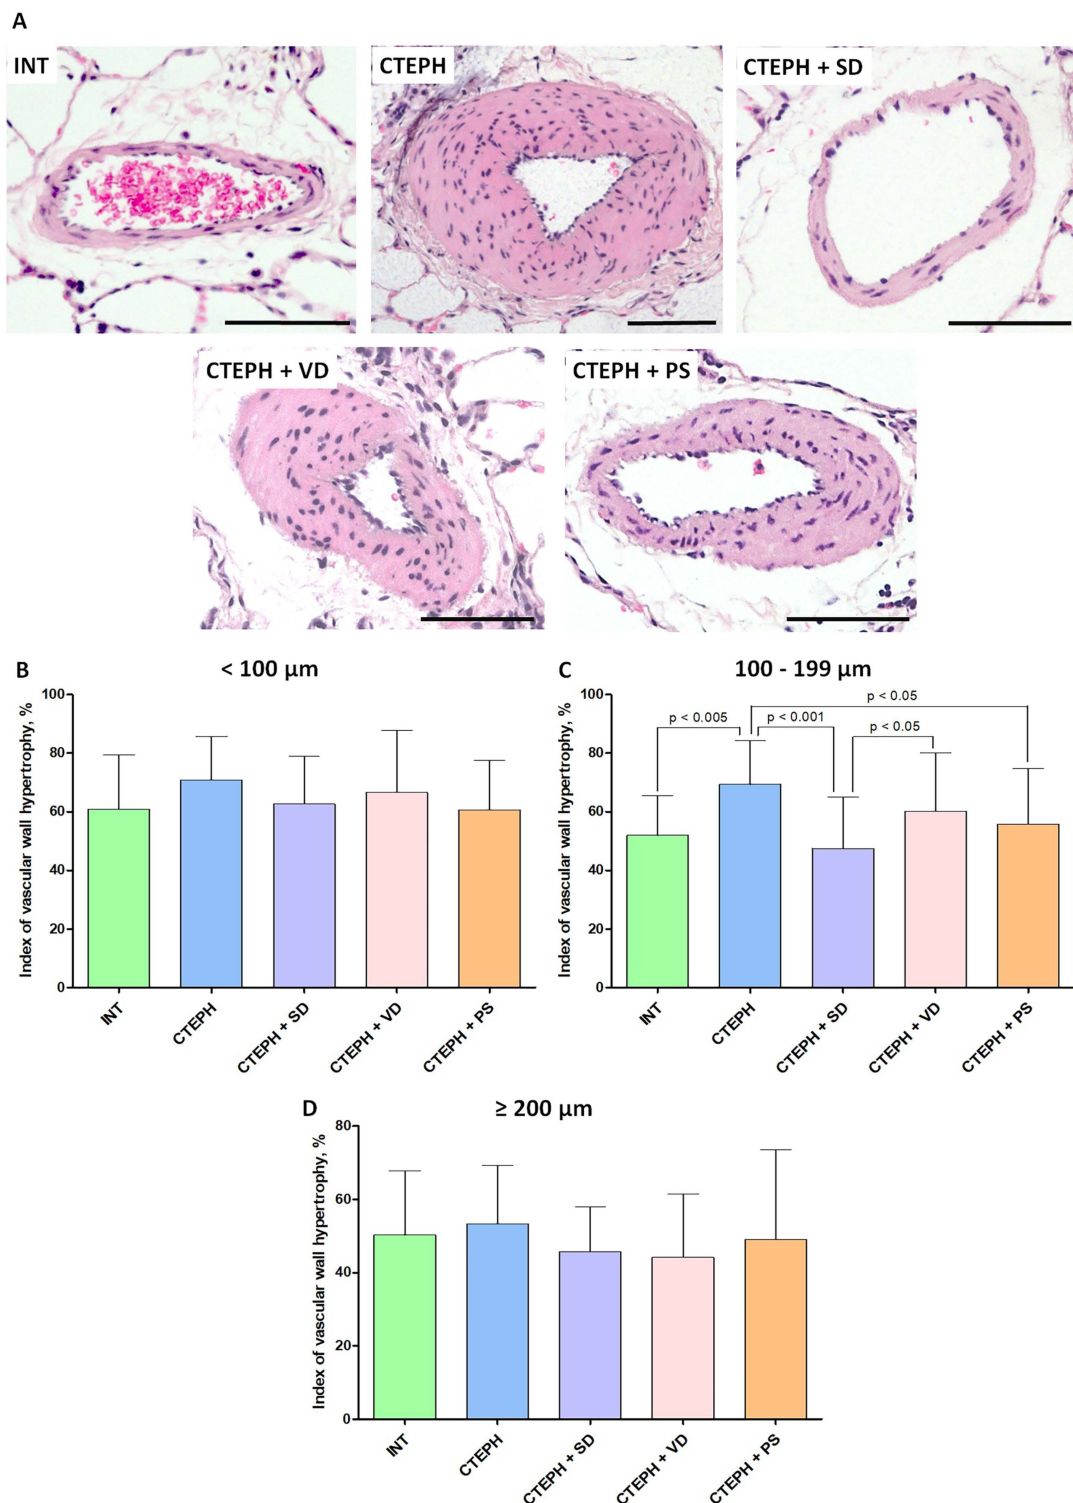 A
INT
CTEPH
CTEPH + SD
CTEPH + VD
CTEPH + PS
B
< 100 µm
Index of vascular wall hypertrophy, %
100
80
60
40
20
0
INT
CTEPH
CTEPH + SD
CTEPH + VD
CTEPH + PS
C
100 - 199 µm
Index of vascular wall hypertrophy, %
100
80
60
40
20
0
p < 0.05
p < 0.005
p < 0.001
p < 0.05
INT
CTEPH
CTEPH + SD
CTEPH + VD
CTEPH + PS
D
≥ 200 µm
Index of vascular wall hypertrophy, %
80
60
40
20
0
INT
CTEPH
CTEPH + SD
CTEPH + VD
CTEPH + PS